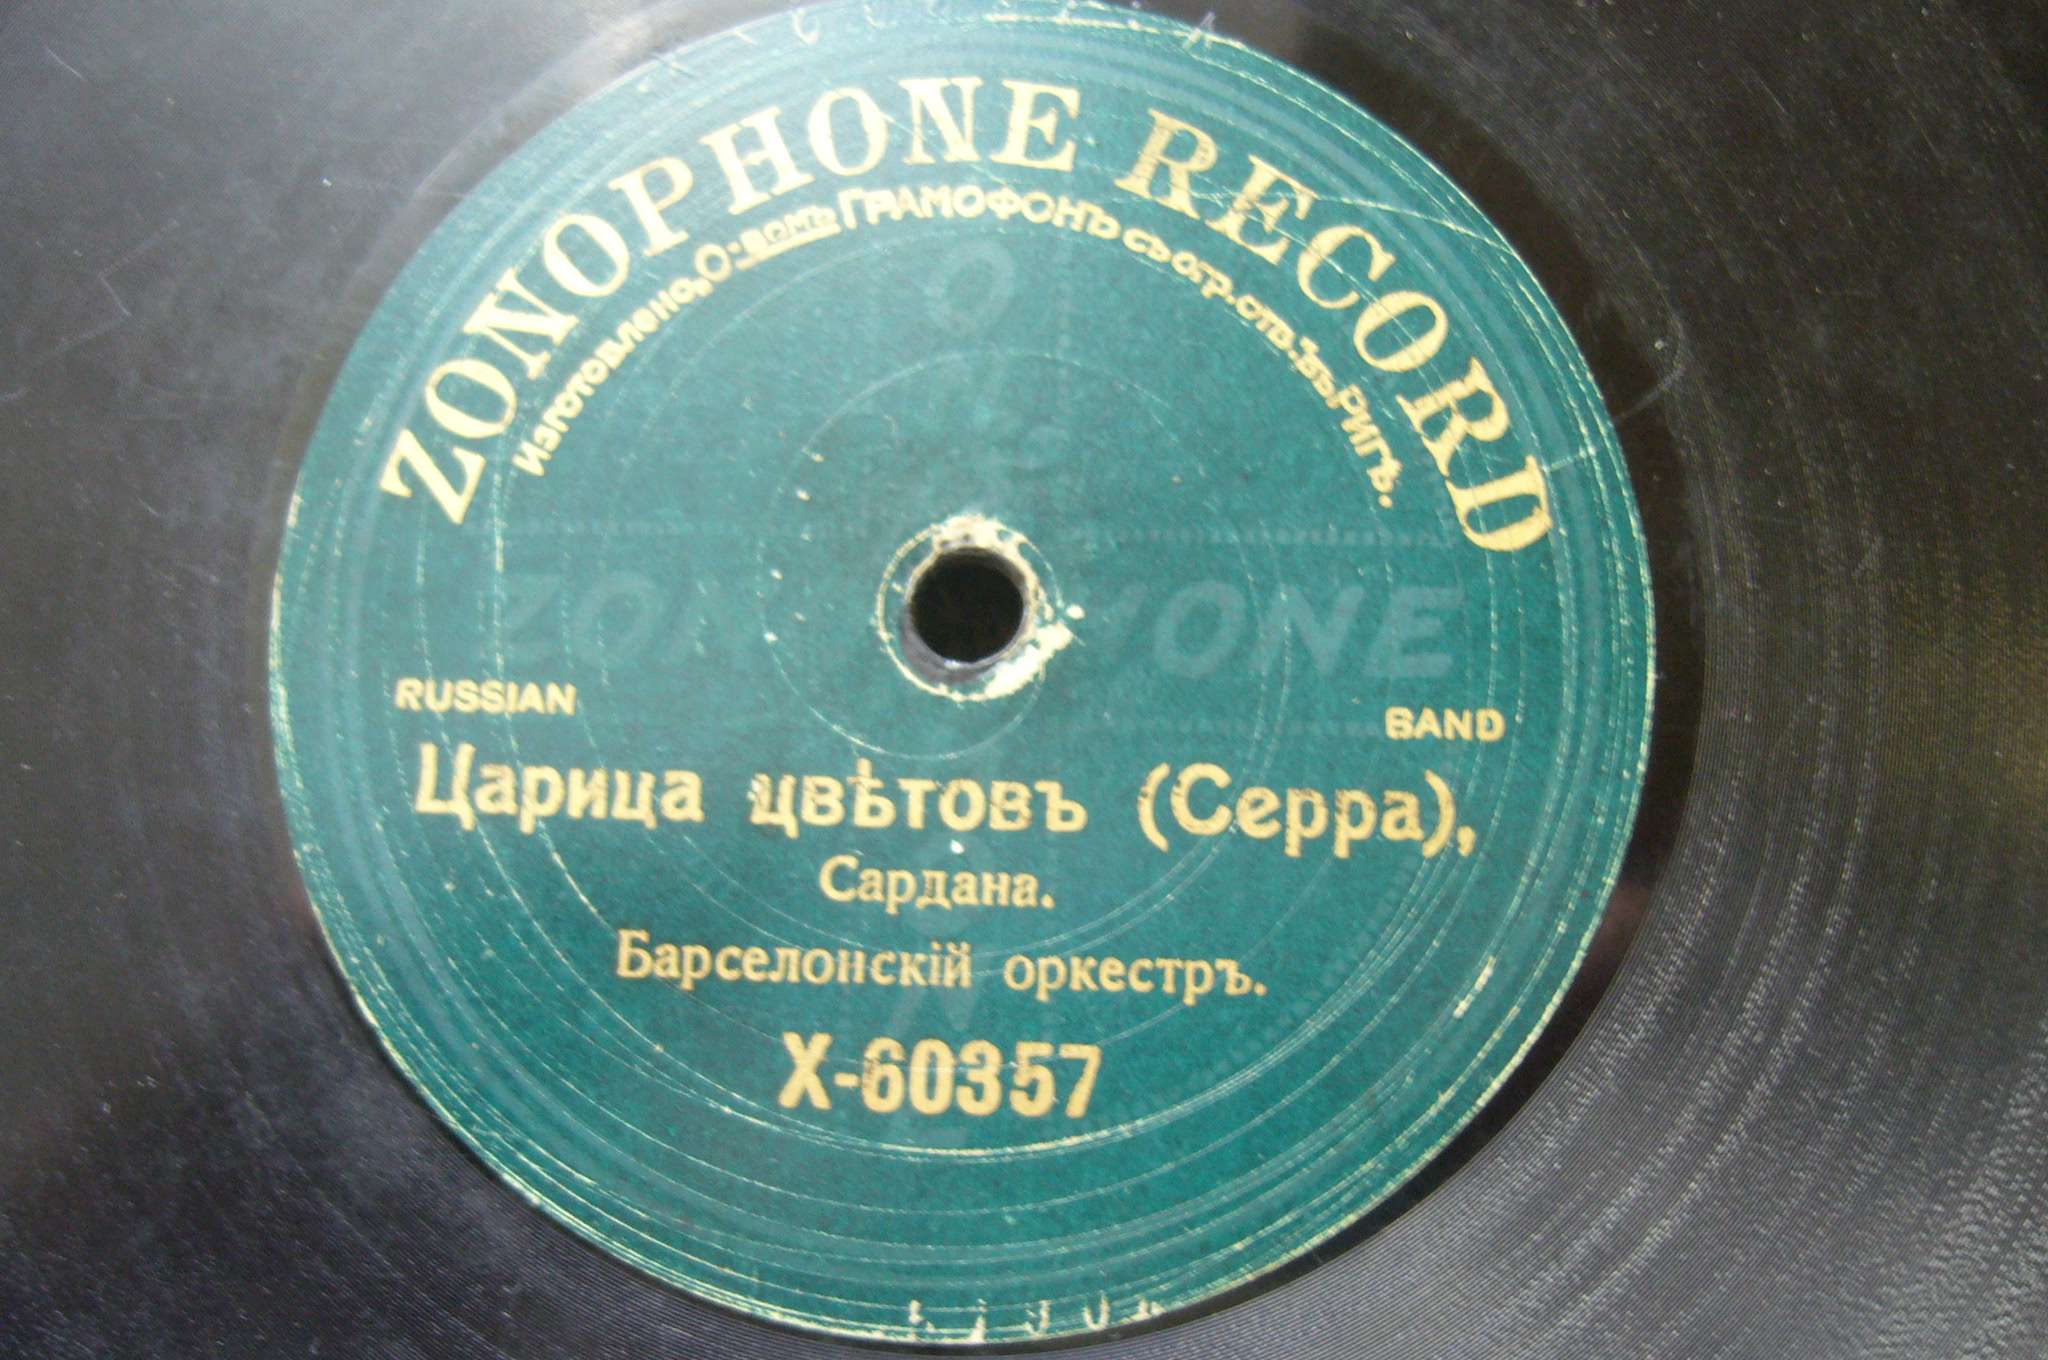 ZONOPHONE RECORD
Изготовлено О-вомъ Грамофонъ съ огр. отв. въ Ригѣ.
ZONOPHONE
RUSSIAN BAND
Царица цвѣтовъ (Серра),
Сардана.
Барселонскій оркестръ.
X-60357